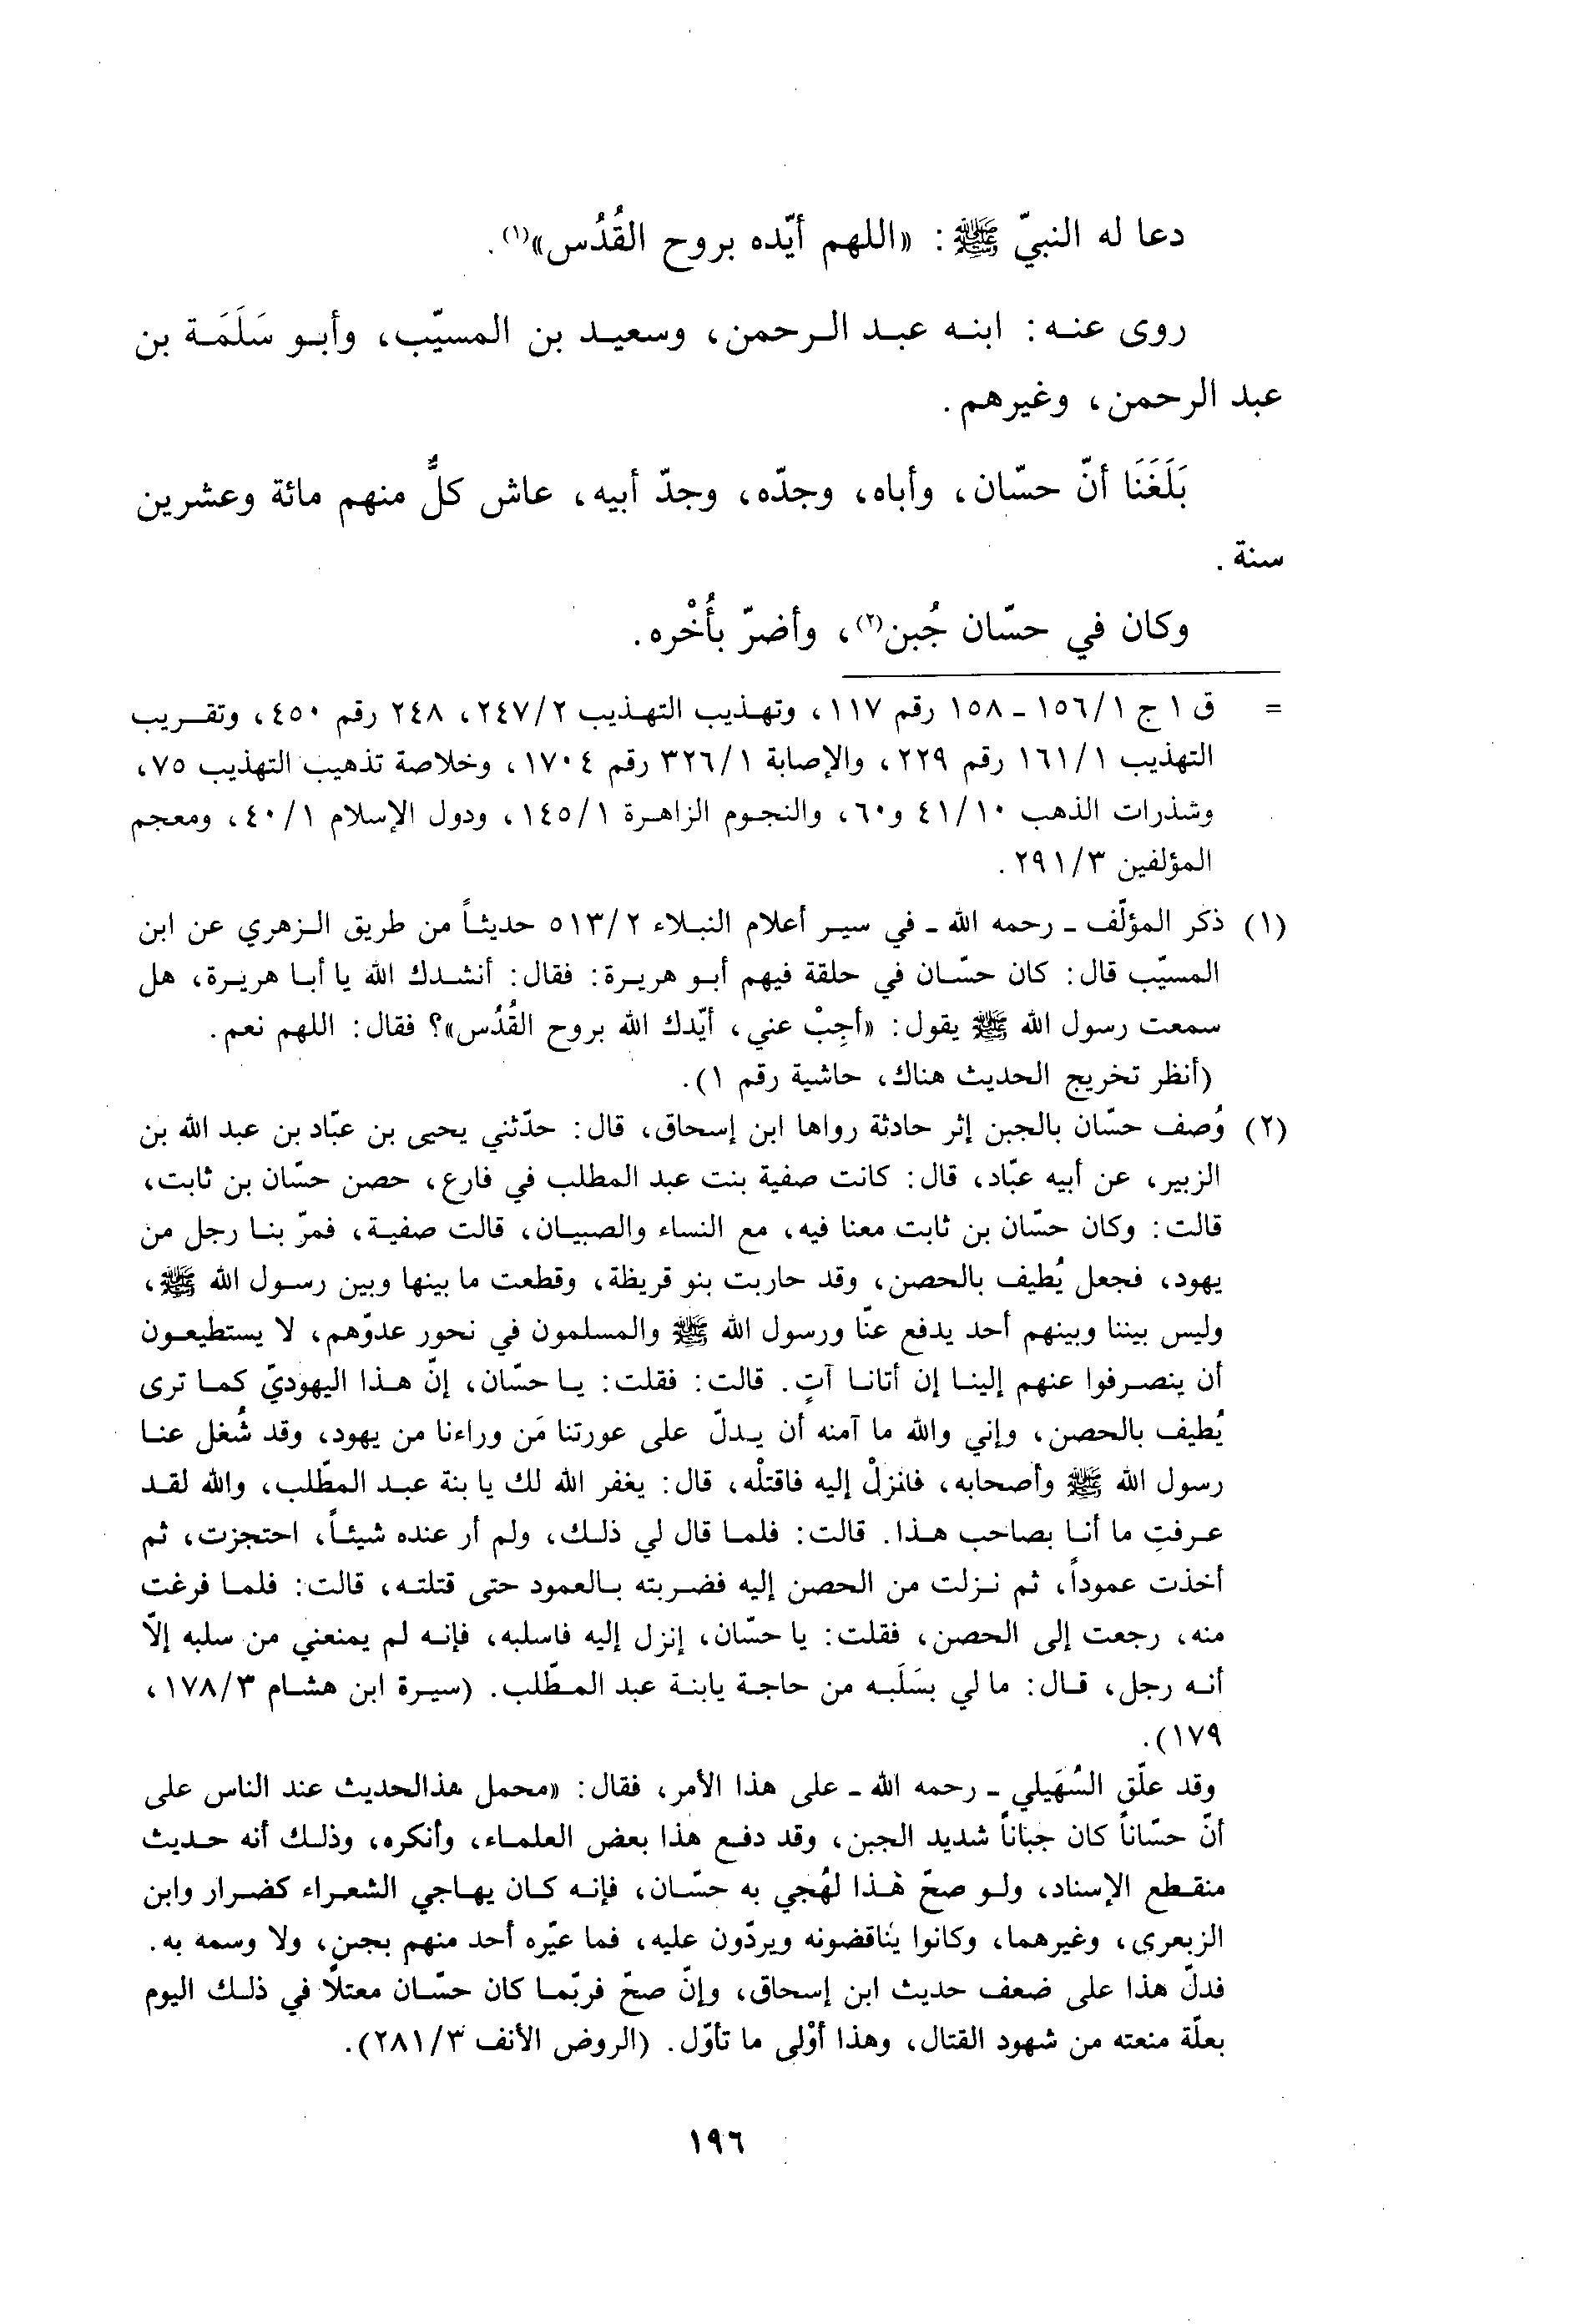 دعا له النبيّ ﷺ: «اللهم أيّده بروح القُدُس»(١).
روى عنه: ابنه عبد الرحمن، وسعيد بن المسيّب، وأبو سَلَمَة بن
عبد الرحمن، وغيرهم.
بَلَغَنَا أنّ حسّان، وأباه، وجدّه، وجدّ أبيه، عاش كلٌّ منهم مائة وعشرين
سنة.
وكان في حسّان جُبن(٢)، وأضرّ بأُخْره.
= ق ١ ج ١/١٥٦ - ١٥٨ رقم ١١٧، وتهذيب التهذيب ٢/٢٤٧، ٢٤٨ رقم ٤٥٠، وتقريب
التهذيب ١/١٦١ رقم ٢٢٩، والإصابة ١/٣٢٦ رقم ١٧٠٤، وخلاصة تذهيب التهذيب ٧٥،
وشذرات الذهب ١٠/٤١ و٦٠، والنجوم الزاهرة ١/١٤٥، ودول الإسلام ١/٤٠، ومعجم
المؤلفين ٣/٢٩١.
(١) ذكر المؤلّف - رحمه الله - في سير أعلام النبلاء ٢/٥١٣ حديثاً من طريق الزهري عن ابن
المسيّب قال: كان حسّان في حلقة فيهم أبو هريرة: فقال: أنشدك الله يا أبا هريرة، هل
سمعت رسول الله ﷺ يقول: «أجِبْ عني، أيّدك الله بروح القُدُس»؟ فقال: اللهم نعم.
(أنظر تخريج الحديث هناك، حاشية رقم ١).
(٢) وُصف حسّان بالجبن إثر حادثة رواها ابن إسحاق، قال: حدّثني يحيى بن عبّاد بن عبد الله بن
الزبير، عن أبيه عبّاد، قال: كانت صفية بنت عبد المطلب في فارع، حصن حسّان بن ثابت،
قالت: وكان حسّان بن ثابت معنا فيه، مع النساء والصبيان، قالت صفية، فمرّ بنا رجل من
يهود، فجعل يُطيف بالحصن، وقد حاربت بنو قريظة، وقطعت ما بينها وبين رسول الله ﷺ،
وليس بيننا وبينهم أحد يدفع عنّا ورسول الله ﷺ والمسلمون في نحور عدوّهم، لا يستطيعون
أن ينصرفوا عنهم إلينا إن أتانا آتٍ. قالت: فقلت: يا حسّان، إنّ هذا اليهوديّ كما ترى
يُطيف بالحصن، وإني والله ما آمنه أن يدلّ على عورتنا مَن وراءنا من يهود، وقد شُغل عنا
رسول الله ﷺ وأصحابه، فانزلْ إليه فاقتلْه، قال: يغفر الله لك يا بنة عبد المطّلب، والله لقد
عرفتِ ما أنا بصاحب هذا. قالت: فلما قال لي ذلك، ولم أر عنده شيئاً، احتجزت، ثم
أخذت عموداً، ثم نزلت من الحصن إليه فضربته بالعمود حتى قتلته، قالت: فلما فرغت
منه، رجعت إلى الحصن، فقلت: يا حسّان، إنزل إليه فاسلبه، فإنه لم يمنعني من سلبه إلّا
أنه رجل، قال: ما لي بسَلَبه من حاجة يابنة عبد المطّلب. (سيرة ابن هشام ٣/١٧٨،
١٧٩).
وقد علّق السُهَيلي - رحمه الله - على هذا الأمر، فقال: «محمل هذالحديث عند الناس على
أنّ حسّاناً كان جباناً شديد الجبن، وقد دفع هذا بعض العلماء، وأنكره، وذلك أنه حديث
منقطع الإسناد، ولو صحّ هٰذا لهُجي به حسّان، فإنه كان يهاجي الشعراء كضرار وابن
الزبعرى، وغيرهما، وكانوا يناقضونه ويردّون عليه، فما عيّره أحد منهم بجبنٍ، ولا وسمه به.
فدلّ هذا على ضعف حديث ابن إسحاق، وإنّ صحّ فربّما كان حسّان معتلاً في ذلك اليوم
بعلّة منعته من شهود القتال، وهذا أوْلى ما تأوّل. (الروض الأنف ٣/٢٨١).
١٩٦